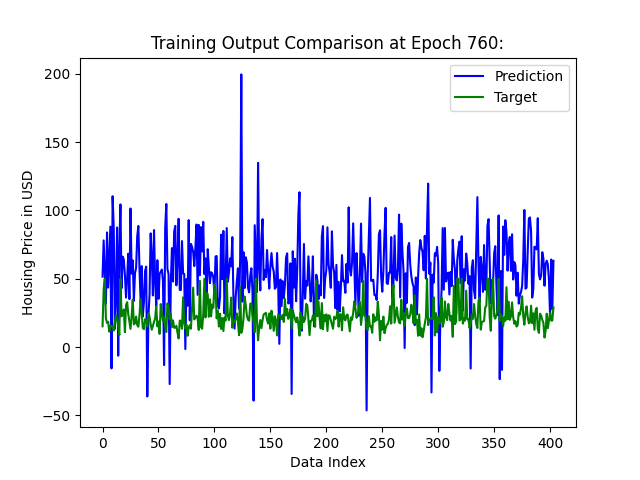 Training Output Comparison at Epoch 760:
Prediction
Target
Housing Price in USD
200
150
100
50
0
−50
0 50 100 150 200 250 300 350 400
Data Index